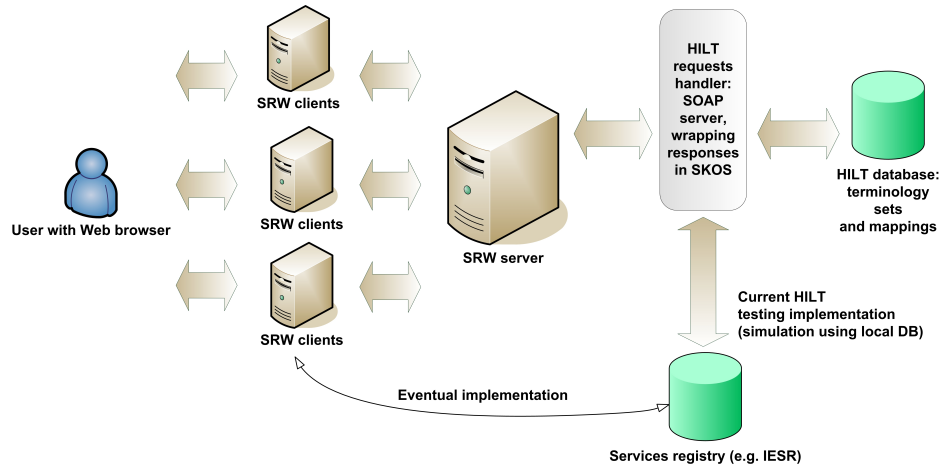 SRW clients
SRW clients
SRW clients
User with Web browser
SRW server
HILT
requests
handler:
SOAP
server,
wrapping
responses
in SKOS
HILT database:
terminology
sets
and mappings
Current HILT
testing implementation
(simulation using local DB)
Eventual implementation
Services registry (e.g. IESR)